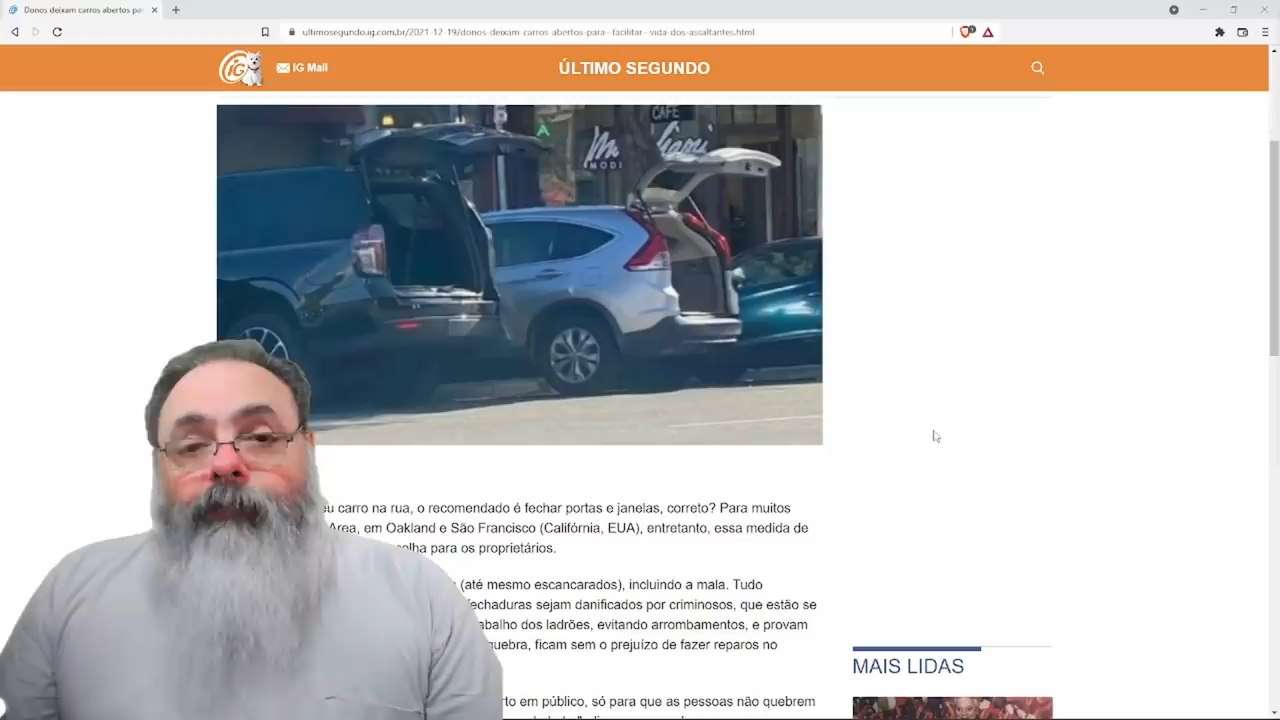 Donos deixam carros abertos pa
ultimosegundo.ig.com.br/2021-12-19/donos-deixam-carros-abertos-para--facilitar--vida-dos-assaltantes.html
iG
iG Mail
ÚLTIMO SEGUNDO
CAFE
Miami
MODI
eu carro na rua, o recomendado é fechar portas e janelas, correto? Para muitos
Area, em Oakland e São Francisco (Califórnia, EUA), entretanto, essa medida de
olha para os proprietários.
(até mesmo escancarados), incluindo a mala. Tudo
fechaduras sejam danificados por criminosos, que estão se
abalho dos ladrões, evitando arrombamentos, e provam
quebra, ficam sem o prejuízo de fazer reparos no
MAIS LIDAS
rto em público, só para que as pessoas não quebrem